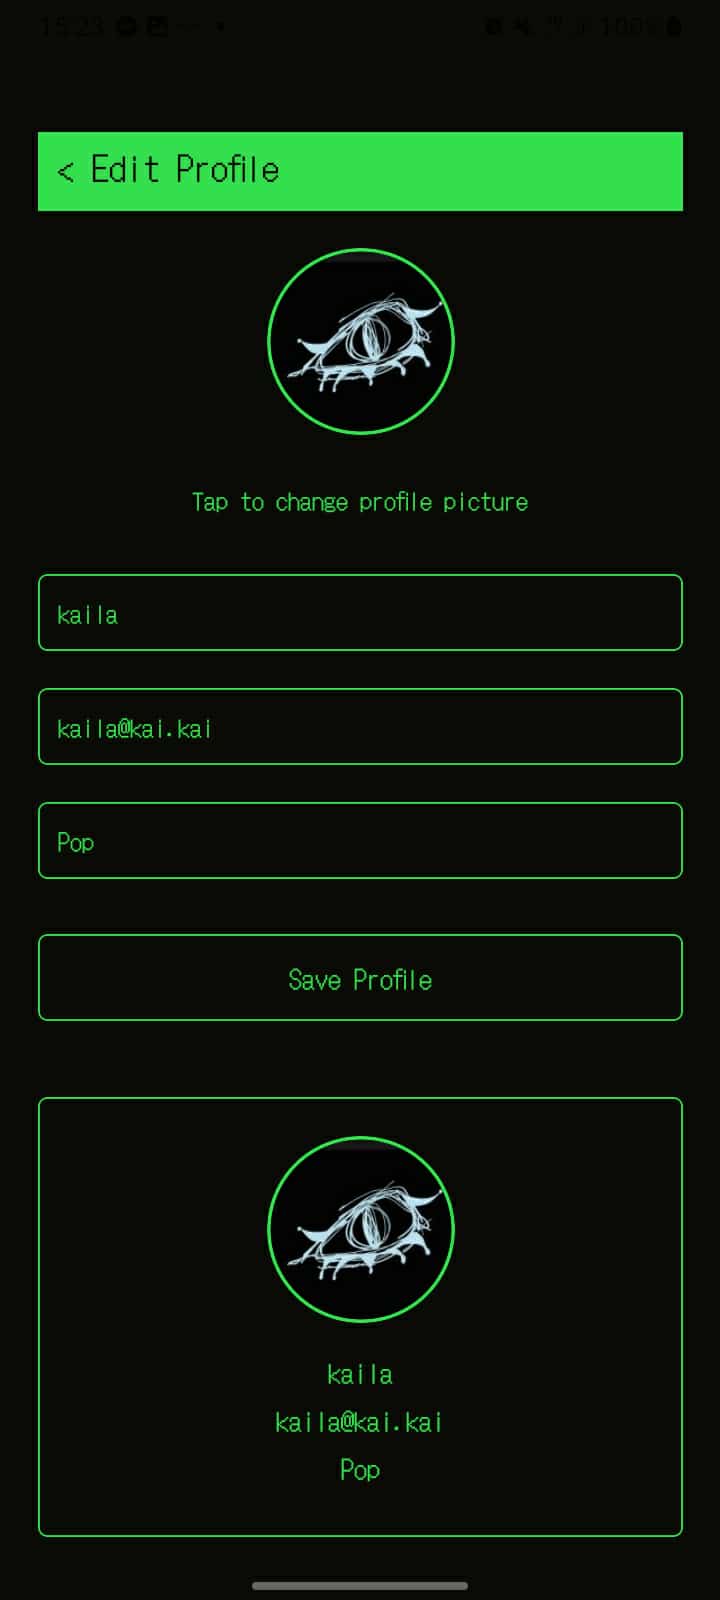 15:23
100%
< Edit Profile
Tap to change profile picture
kaila
kaila@kai.kai
Pop
Save Profile
kaila
kaila@kai.kai
Pop